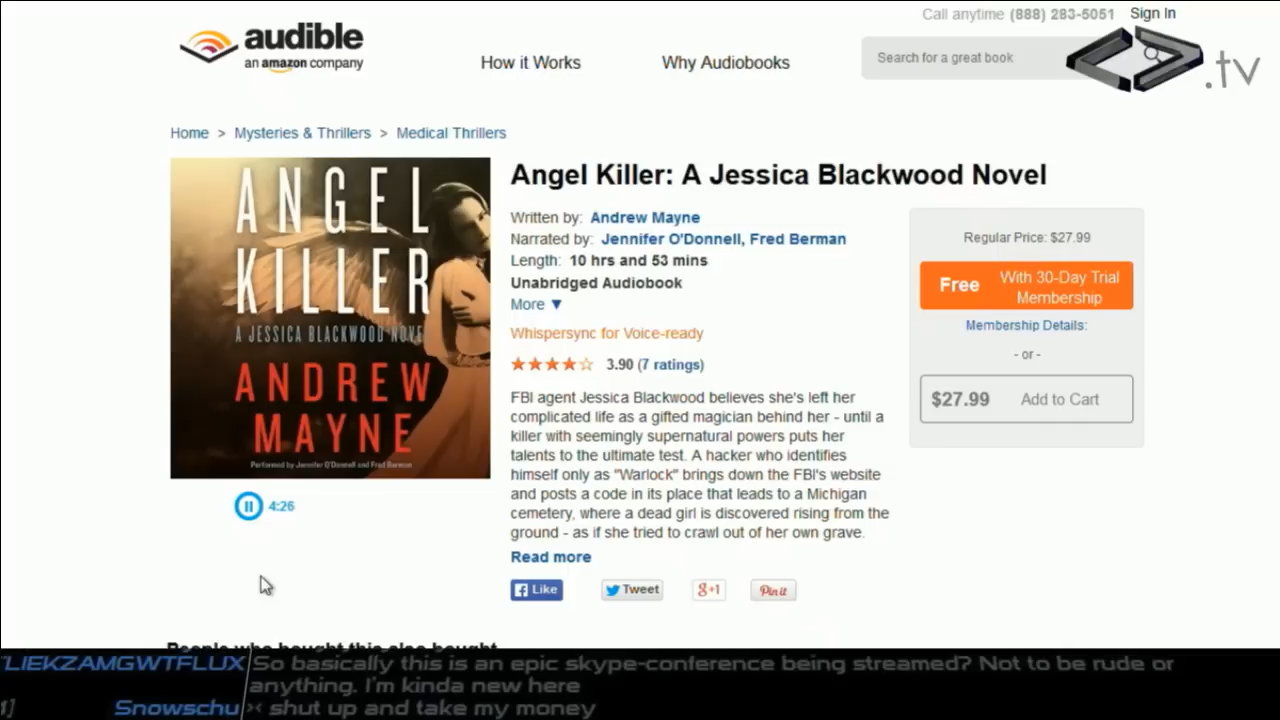 Call anytime (888) 283-5051 Sign In
audible
an amazon company
How it Works
Why Audiobooks
Search for a great book
.tv
Home > Mysteries & Thrillers > Medical Thrillers
ANGEL
KILLER
A JESSICA BLACKWOOD NOVEL
ANDREW
MAYNE
Performed by Jennifer O'Donnell and Fred Berman
4:26
Angel Killer: A Jessica Blackwood Novel
Written by: Andrew Mayne
Narrated by: Jennifer O'Donnell, Fred Berman
Length: 10 hrs and 53 mins
Unabridged Audiobook
More ▼
Whispersync for Voice-ready
3.90 (7 ratings)
FBI agent Jessica Blackwood believes she's left her
complicated life as a gifted magician behind her - until a
killer with seemingly supernatural powers puts her
talents to the ultimate test. A hacker who identifies
himself only as "Warlock" brings down the FBI's website
and posts a code in its place that leads to a Michigan
cemetery, where a dead girl is discovered rising from the
ground - as if she tried to crawl out of her own grave.
Read more
Like
Tweet
g+1
Pin it
Regular Price: $27.99
Free With 30-Day Trial
Membership
Membership Details:
- or -
$27.99 Add to Cart
People who bought this also bought
LIEKZAMGWTFLUX So basically this is an epic skype-conference being streamed? Not to be rude or
anything. I'm kinda new here
Snowschu shut up and take my money